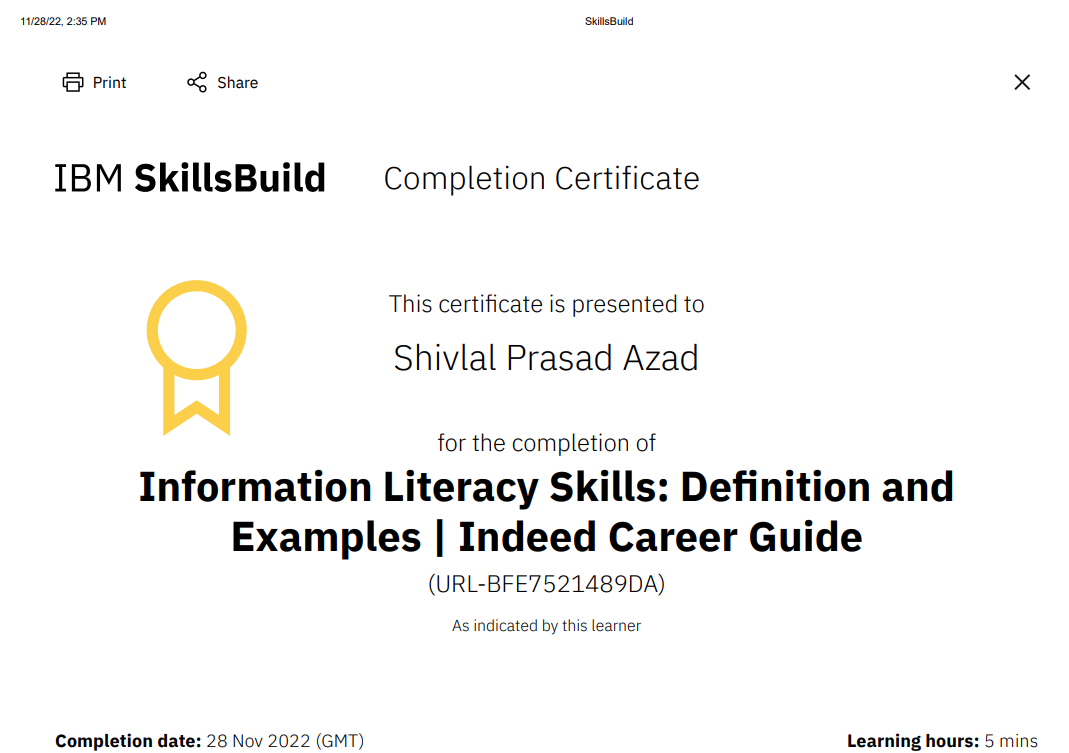 11/28/22, 2:35 PM SkillsBuild
Print Share
IBM SkillsBuild Completion Certificate
This certificate is presented to
Shivlal Prasad Azad
for the completion of
Information Literacy Skills: Definition and
Examples | Indeed Career Guide
(URL-BFE7521489DA)
As indicated by this learner
Completion date: 28 Nov 2022 (GMT) Learning hours: 5 mins